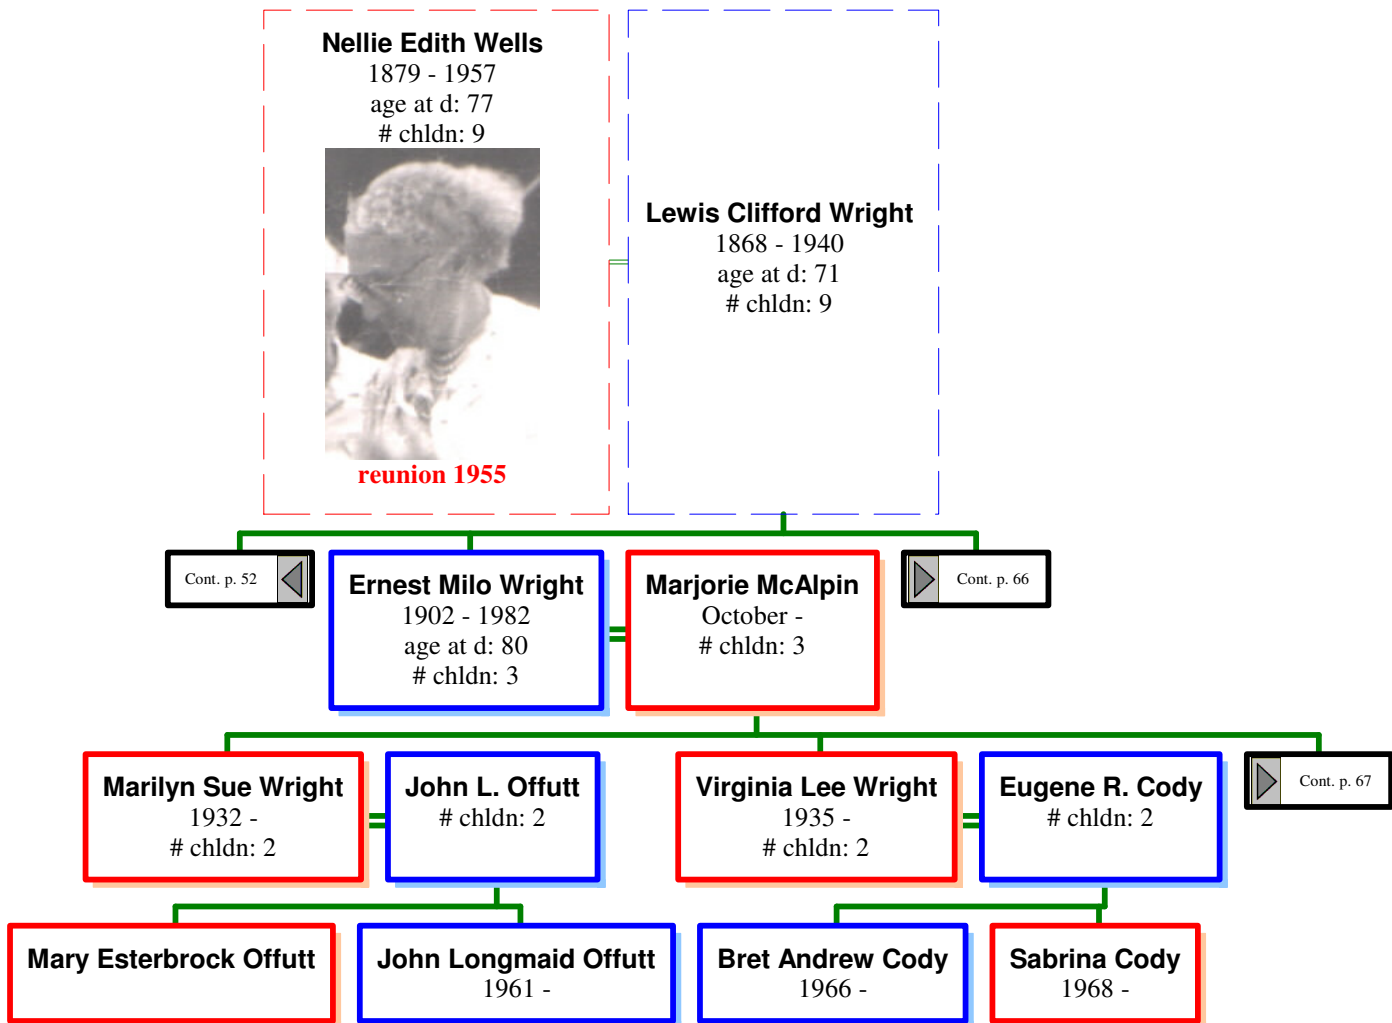 Nellie Edith Wells
1879 - 1957
age at d: 77
# chldn: 9
reunion 1955
Lewis Clifford Wright
1868 - 1940
age at d: 71
# chldn: 9
Cont. p. 52
Ernest Milo Wright
1902 - 1982
age at d: 80
# chldn: 3
Marjorie McAlpin
October -
# chldn: 3
Cont. p. 66
Marilyn Sue Wright
1932 -
# chldn: 2
John L. Offutt
# chldn: 2
Virginia Lee Wright
1935 -
# chldn: 2
Eugene R. Cody
# chldn: 2
Cont. p. 67
Mary Esterbrock Offutt
John Longmaid Offutt
1961 -
Bret Andrew Cody
1966 -
Sabrina Cody
1968 -